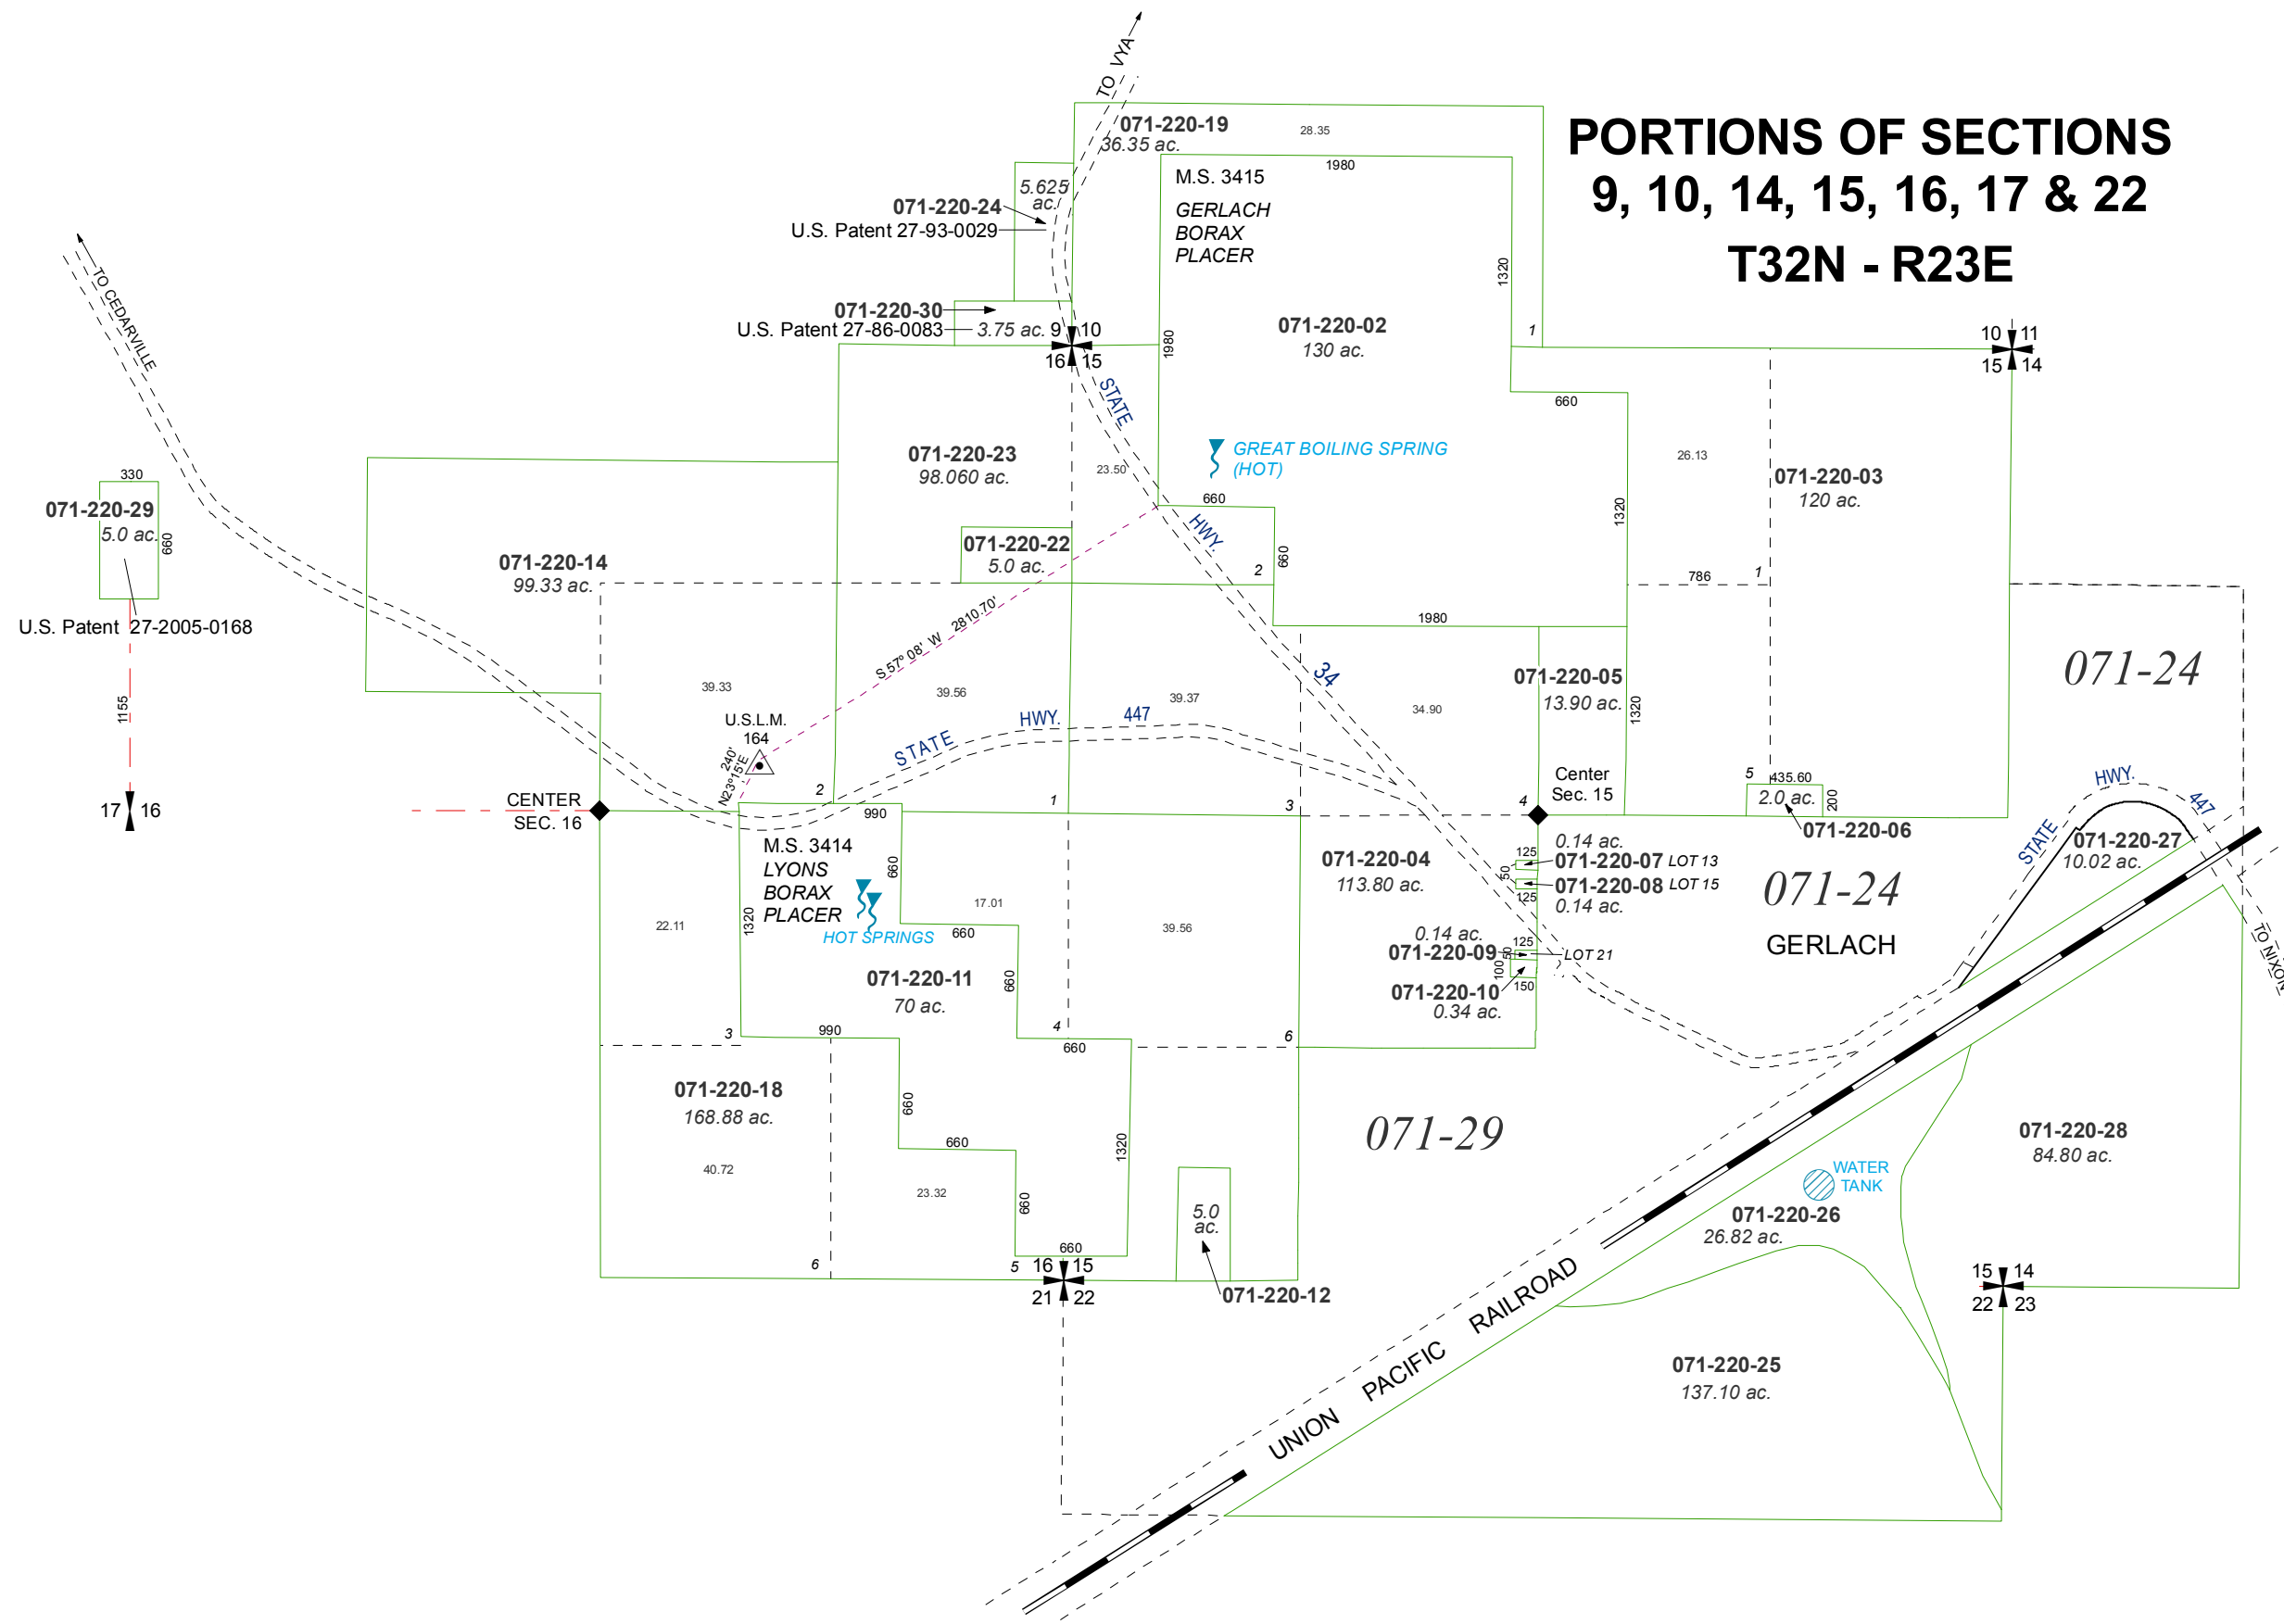 PORTIONS OF SECTIONS
9, 10, 14, 15, 16, 17 & 22
T32N - R23E
TO VYA
071-220-19
36.35 ac.
28.35
1980
M.S. 3415
GERLACH
BORAX
PLACER
5.625
ac.
071-220-24
U.S. Patent 27-93-0029
1320
071-220-30
U.S. Patent 27-86-0083
3.75 ac.
9 10
16 15
1980
071-220-02
130 ac.
1
10 11
15 14
TO CEDARVILLE
STATE
660
071-220-23
98.060 ac.
23.50
GREAT BOILING SPRING
(HOT)
26.13
071-220-03
120 ac.
330
071-220-29
5.0 ac.
660
U.S. Patent 27-2005-0168
1155
17 16
071-220-14
99.33 ac.
660
HWY.
1320
071-220-22
5.0 ac.
660
2
786
1
S 57º 08' W 2810.70'
1980
34
071-24
39.33
39.56
39.37
34.90
071-220-05
13.90 ac.
1320
U.S.L.M.
164
240'
N23º15'E
STATE
HWY.
447
CENTER
SEC. 16
2
990
1
3
4
Center
Sec. 15
5
435.60
2.0 ac.
200
071-220-06
HWY.
447
STATE
071-220-27
10.02 ac.
M.S. 3414
LYONS
BORAX
PLACER
HOT SPRINGS
660
1320
22.11
17.01
660
39.56
071-220-04
113.80 ac.
0.14 ac.
125
071-220-07 LOT 13
50
071-220-08 LOT 15
125
0.14 ac.
071-24
GERLACH
0.14 ac.
125
071-220-09
50
LOT 21
100
071-220-10
150
0.34 ac.
TO NIXON
071-220-11
70 ac.
660
3
990
4
660
6
071-220-18
168.88 ac.
660
660
1320
071-29
071-220-28
84.80 ac.
40.72
23.32
660
5.0
ac.
WATER
TANK
071-220-26
26.82 ac.
660
6
5
16 15
21 22
071-220-12
15 14
22 23
UNION PACIFIC RAILROAD
071-220-25
137.10 ac.